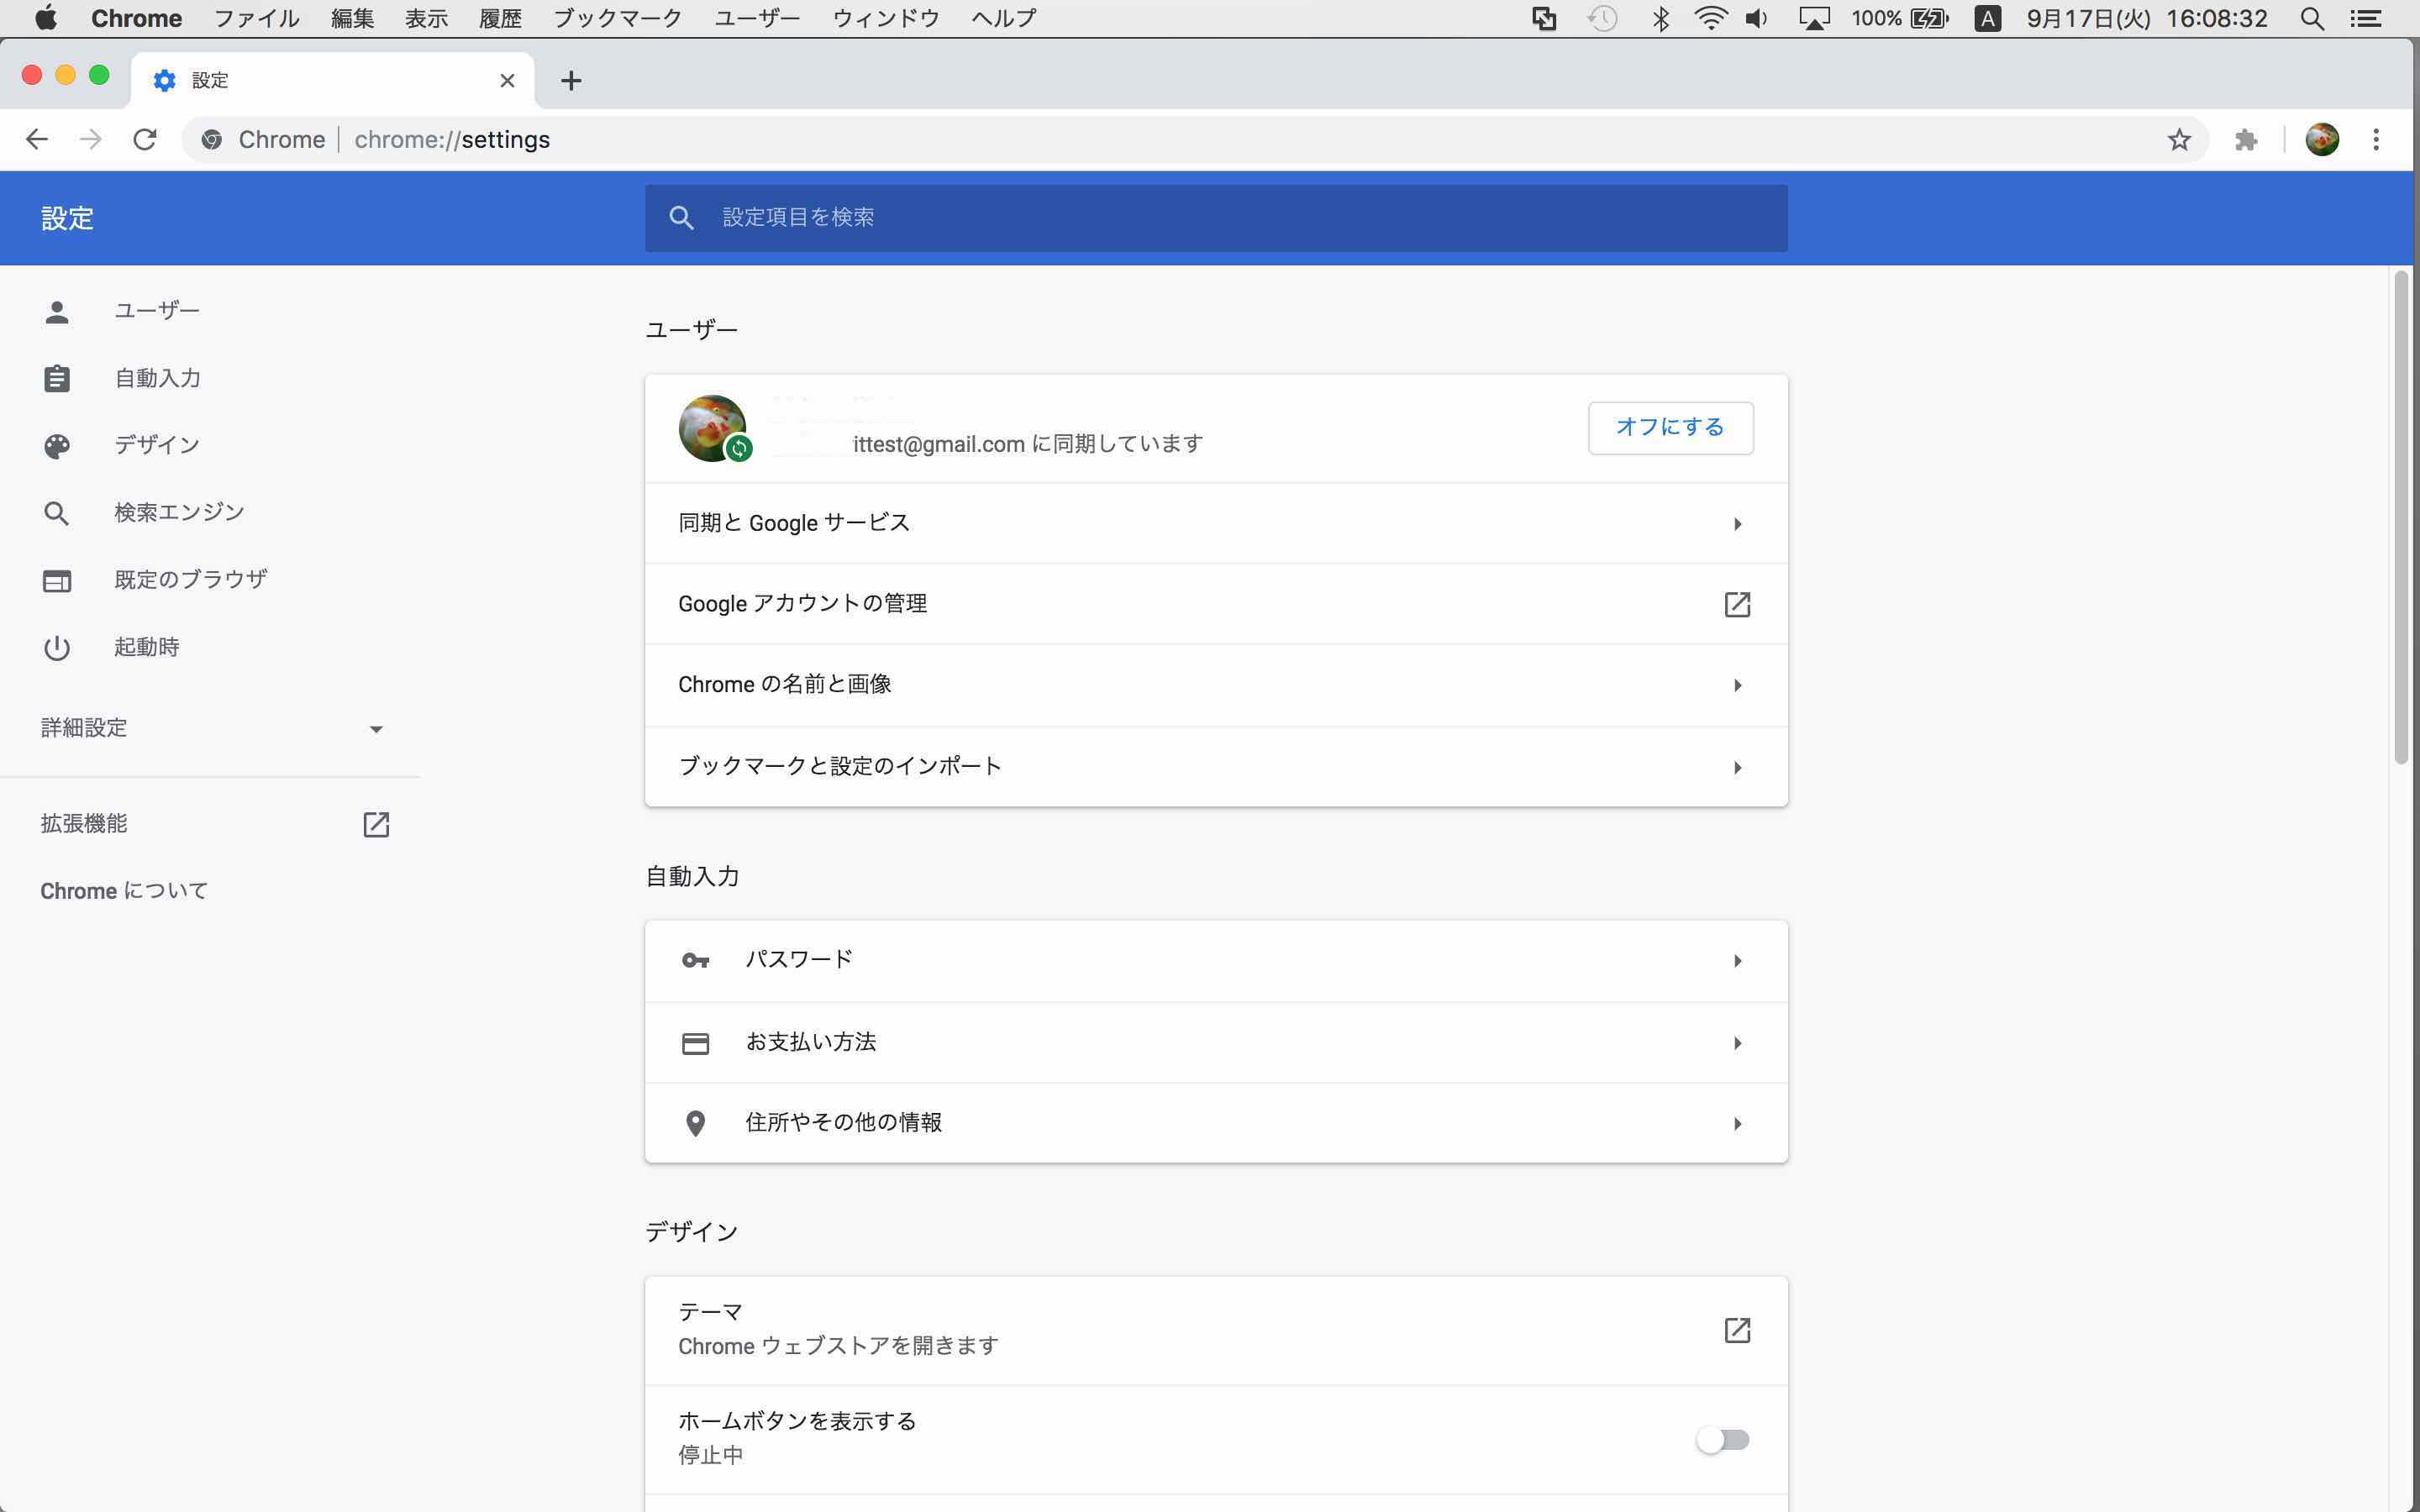 Chrome ファイル 編集 表示 履歴 ブックマーク ユーザー ウィンドウ ヘルプ 100% A 9月17日(火) 16:08:32
設定
Chrome chrome://settings
設定
設定項目を検索
ユーザー
自動入力
デザイン
検索エンジン
既定のブラウザ
起動時
詳細設定
拡張機能
Chrome について
ユーザー
ittest@gmail.com に同期しています
オフにする
同期と Google サービス
Google アカウントの管理
Chrome の名前と画像
ブックマークと設定のインポート
自動入力
パスワード
お支払い方法
住所やその他の情報
デザイン
テーマ
Chrome ウェブストアを開きます
ホームボタンを表示する
停止中